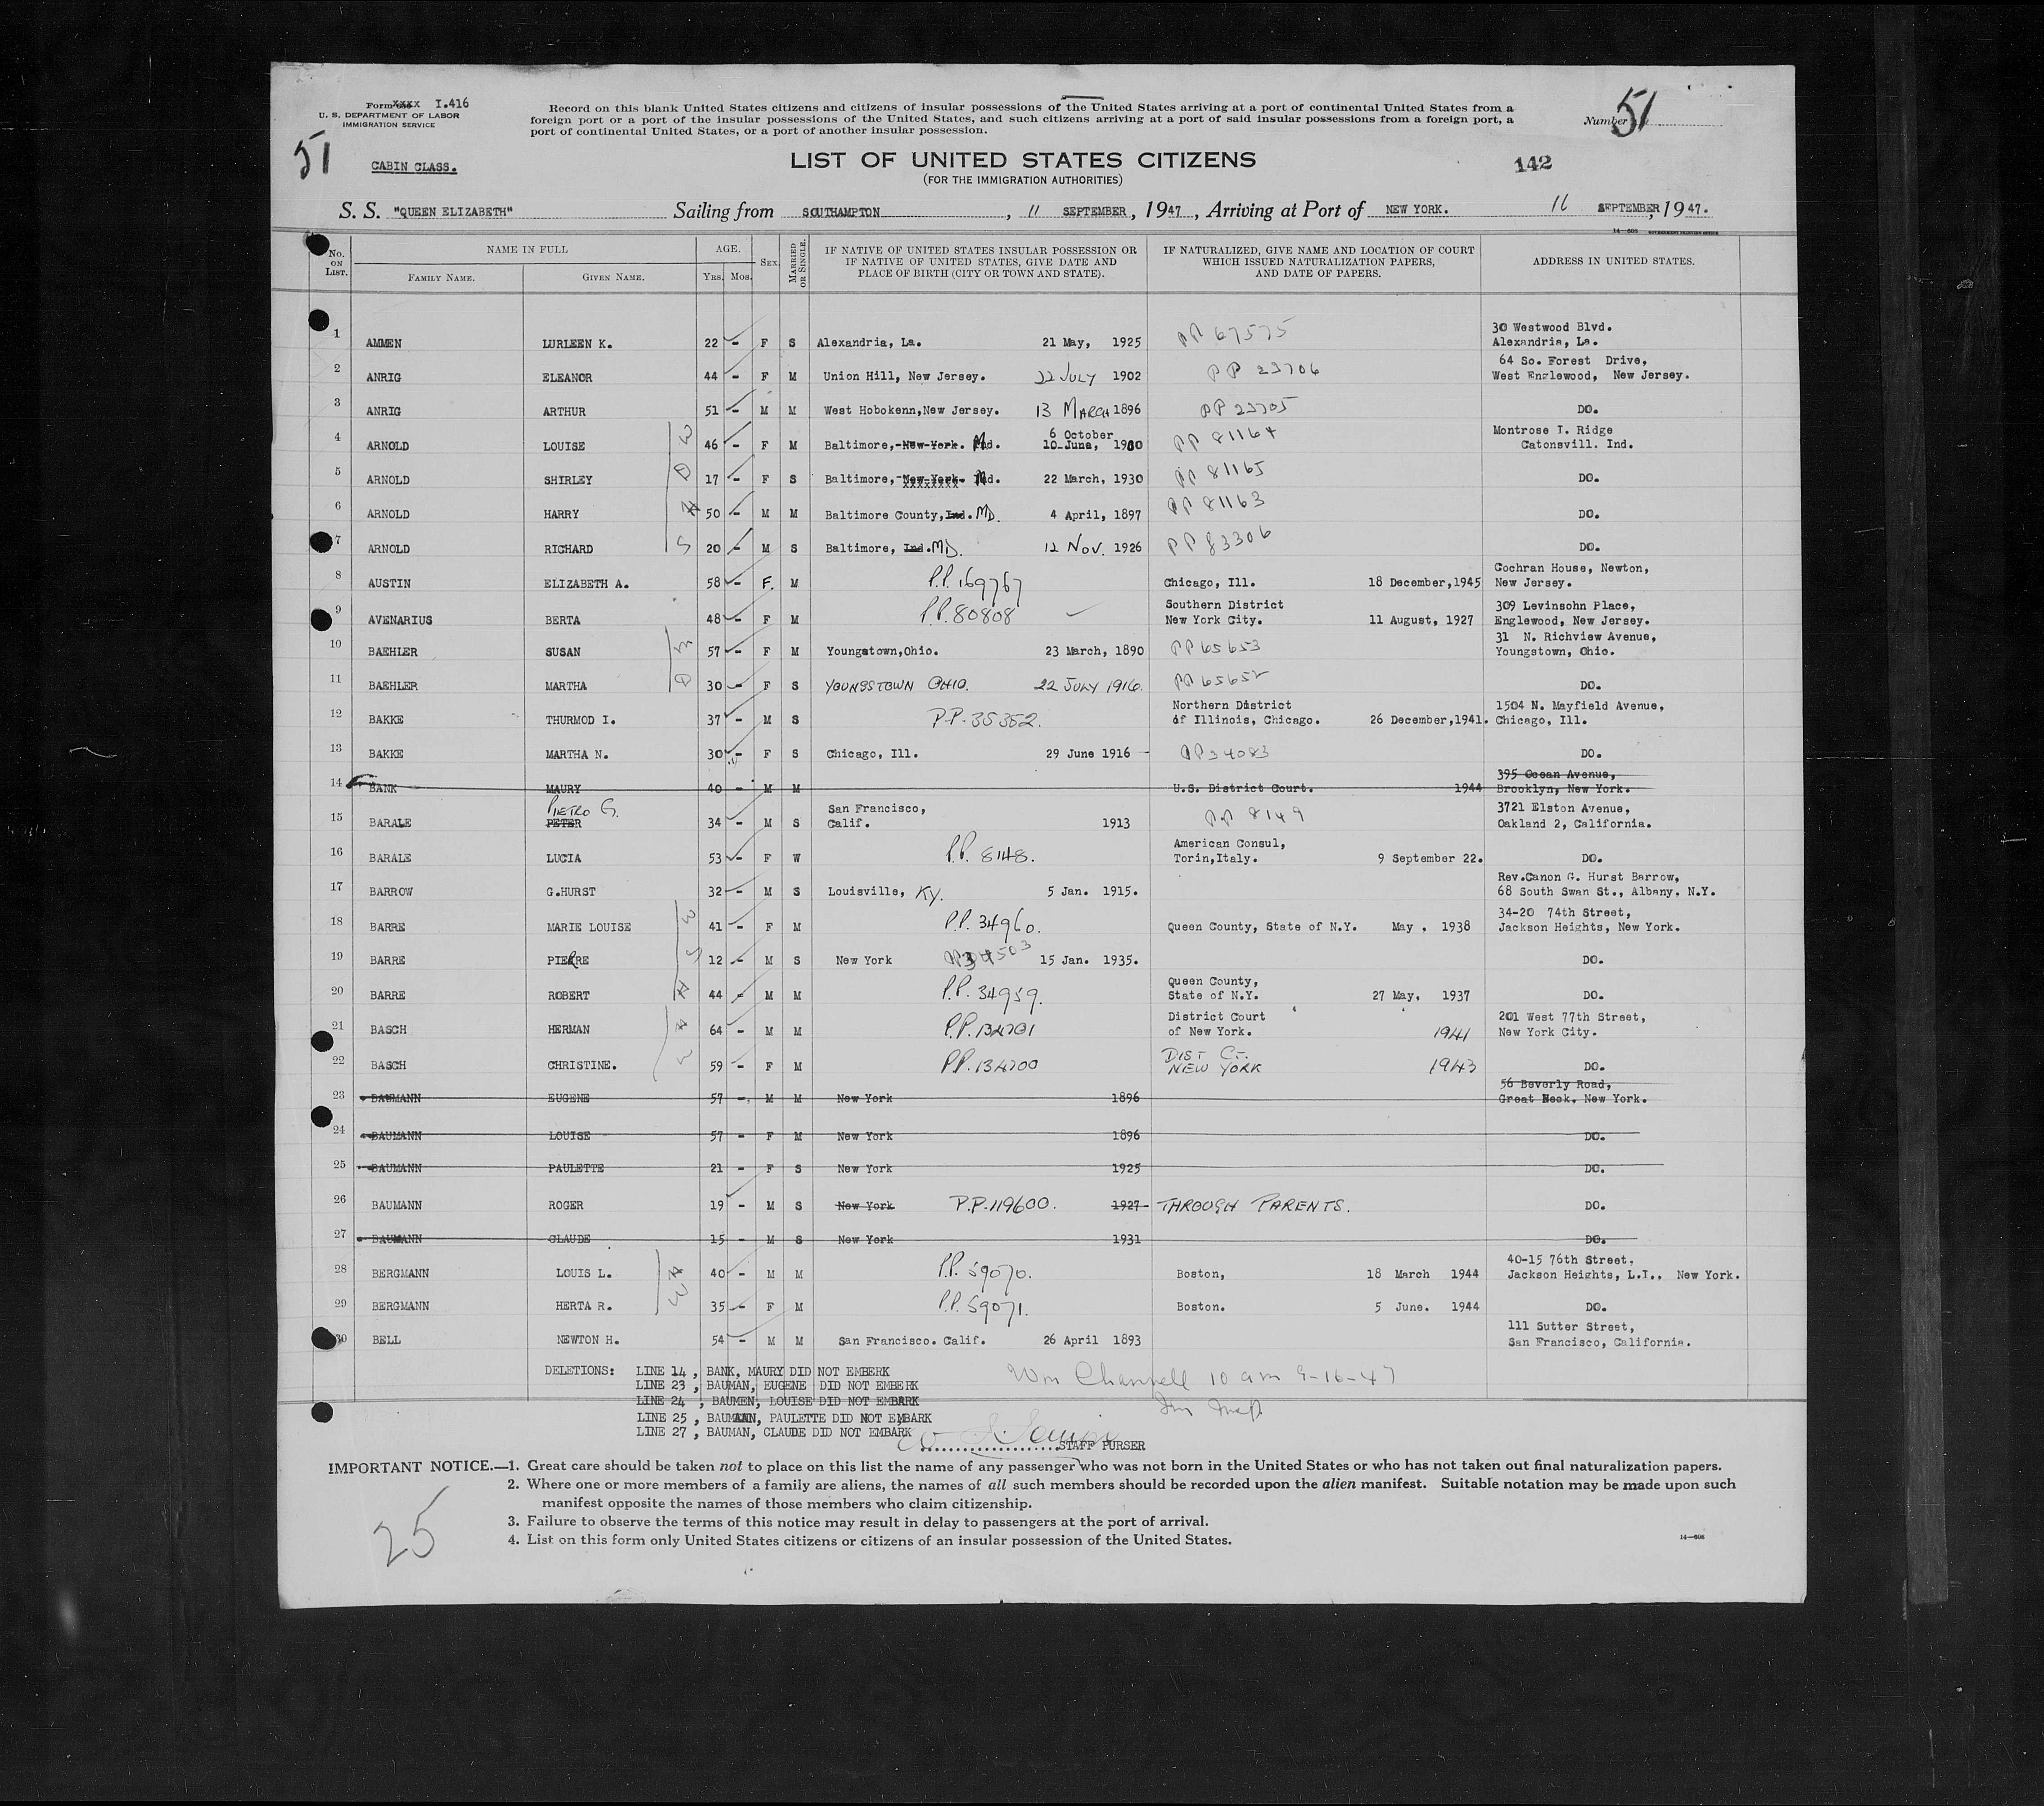 Form xxxx I.416
U. S. DEPARTMENT OF LABOR
IMMIGRATION SERVICE
Record on this blank United States citizens and citizens of insular possessions of the United States arriving at a port of continental United States from a
foreign port or a port of the insular possessions of the United States, and such citizens arriving at a port of said insular possessions from a foreign port, a
port of continental United States, or a port of another insular possession.
Number 51
51
CABIN CLASS.
LIST OF UNITED STATES CITIZENS
(FOR THE IMMIGRATION AUTHORITIES)
142
S. S. "QUEEN ELIZABETH" Sailing from SOUTHAMPTON, 11 SEPTEMBER, 1947, Arriving at Port of NEW YORK. 16 SEPTEMBER, 1947.
No. ON LIST. NAME IN FULL AGE. SEX MARRIED OR SINGLE. IF NATIVE OF UNITED STATES INSULAR POSSESSION OR IF NATIVE OF UNITED STATES, GIVE DATE AND PLACE OF BIRTH (CITY OR TOWN AND STATE). IF NATURALIZED, GIVE NAME AND LOCATION OF COURT WHICH ISSUED NATURALIZATION PAPERS, AND DATE OF PAPERS. ADDRESS IN UNITED STATES.
FAMILY NAME. GIVEN NAME. Yrs. Mos.
1 AMMEN LURLEEN K. 22 - F S Alexandria, La. 21 May, 1925 PP 67575 30 Westwood Blvd. Alexandria, La.
2 ANRIG ELEANOR 44 - F M Union Hill, New Jersey. 22 JULY 1902 PP 23706 64 So. Forest Drive, West Englewood, New Jersey.
3 ANRIG ARTHUR 51 - M M West Hobokenn,New Jersey. 13 MARCH 1896 PP 23705 DO.
4 ARNOLD LOUISE W 46 - F M Baltimore, New York. Md. 6 October 10 June, 1900 PP 81164 Montrose I. Ridge Catonsvill. Ind.
5 ARNOLD SHIRLEY D 17 - F S Baltimore, New York. Md. 22 March, 1930 PP 81165 DO.
6 ARNOLD HARRY H 50 - M M Baltimore County, Ind. MD. 4 April, 1897 PP 81163 DO.
7 ARNOLD RICHARD S 20 - M S Baltimore, Ind. MD. 12 NOV. 1926 PP 83306 DO.
8 AUSTIN ELIZABETH A. 58 - F. M P.P. 169767 Chicago, Ill. 18 December,1945 Cochran House, Newton, New Jersey.
9 AVENARIUS BERTA 48 - F M P.P. 80808 Southern District New York City. 11 August, 1927 309 Levinsohn Place, Englewood, New Jersey.
10 BAEHLER SUSAN M 57 - F M Youngstown,Ohio. 23 March, 1890 PP 65653 31 N. Richview Avenue, Youngstown, Ohio.
11 BAEHLER MARTHA D 30 - F S YOUNGSTOWN OHIO. 22 JULY 1916. PP 65652 DO.
12 BAKKE THURMOD I. 37 - M S P.P. 35352. Northern District of Illinois, Chicago. 26 December,1941. 1504 N. Mayfield Avenue, Chicago, Ill.
13 BAKKE MARTHA N. 30 - F S Chicago, Ill. 29 June 1916 PP 34083 DO.
14 BANK MAURY 40 - M M U.S. District Court. 1944 395 Ocean Avenue, Brooklyn, New York.
15 BARALE PIETRO G. PETER 34 - M S San Francisco, Calif. 1913 PP 8149 3721 Elston Avenue, Oakland 2, California.
16 BARALE LUCIA 53 - F W P.P. 8148. American Consul, Torin,Italy. 9 September 22. DO.
17 BARROW G.HURST 32 - M S Louisville, KY. 5 Jan. 1915. Rev.Canon G. Hurst Barrow, 68 South Swan St., Albany, N.Y.
18 BARRE MARIE LOUISE W 41 - F M P.P. 34960. Queen County, State of N.Y. May, 1938 34-20 74th Street, Jackson Heights, New York.
19 BARRE PIERRE S 12 - M S New York 15 Jan. 1935. DO.
20 BARRE ROBERT H 44 - M M P.P. 34959. Queen County, State of N.Y. 27 May, 1937 DO.
21 BASCH HERMAN H 64 - M M P.P. 134701 District Court of New York. 1941 201 West 77th Street, New York City.
22 BASCH CHRISTINE. W 59 - F M P.P. 134700 DIST CT. NEW YORK 1943 DO.
23 BAUMANN EUGENE 57 - M M New York 1896 56 Beverly Road, Great Neck, New York.
24 BAUMANN LOUISE 57 - F M New York 1896 DO.
25 BAUMANN PAULETTE 21 - F S New York 1925 DO.
26 BAUMANN ROGER 19 - M S New York P.P. 119600. 1927 THROUGH PARENTS. DO.
27 BAUMANN CLAUDE 15 - M S New York 1931 DO.
28 BERGMANN LOUIS L. H 40 - M M P.P. 59070. Boston, 18 March 1944 40-15 76th Street, Jackson Heights, L.I., New York.
29 BERGMANN HERTA R. W 35 - F M P.P. 59071. Boston. 5 June. 1944 DO.
30 BELL NEWTON H. 54 - M M San Francisco. Calif. 26 April 1893 111 Sutter Street, San Francisco, California.
DELETIONS: LINE 14, BANK, MAURY DID NOT EMBERK
LINE 23, BAUMAN, EUGENE DID NOT EMBERK
LINE 24, BAUMEN, LOUISE DID NOT EMBARK
LINE 25, BAUMANN, PAULETTE DID NOT EMBARK
LINE 27, BAUMAN, CLAUDE DID NOT EMBARK
Wm Channell 10 am 9-16-47
STAFF PURSER
IMPORTANT NOTICE.—1. Great care should be taken not to place on this list the name of any passenger who was not born in the United States or who has not taken out final naturalization papers.
2. Where one or more members of a family are aliens, the names of all such members should be recorded upon the alien manifest. Suitable notation may be made upon such
manifest opposite the names of those members who claim citizenship.
3. Failure to observe the terms of this notice may result in delay to passengers at the port of arrival.
4. List on this form only United States citizens or citizens of an insular possession of the United States.
25